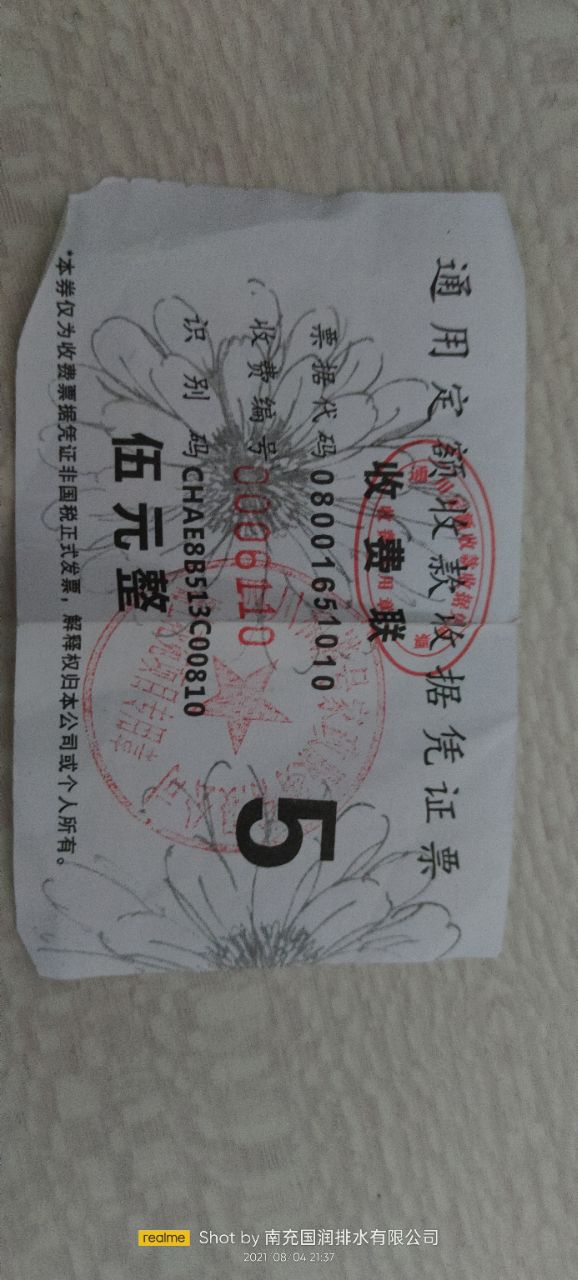 通用定额收款收据凭证票
收费联
票据代码 08001651010
收费编号 0006110
识别码 CHAE8B513C00810
5
伍元整
*本券仅为收费票据凭证非国税正式发票，解释权归本公司或个人所有。
realme Shot by 南充国润排水有限公司
2021/08/04 21:37